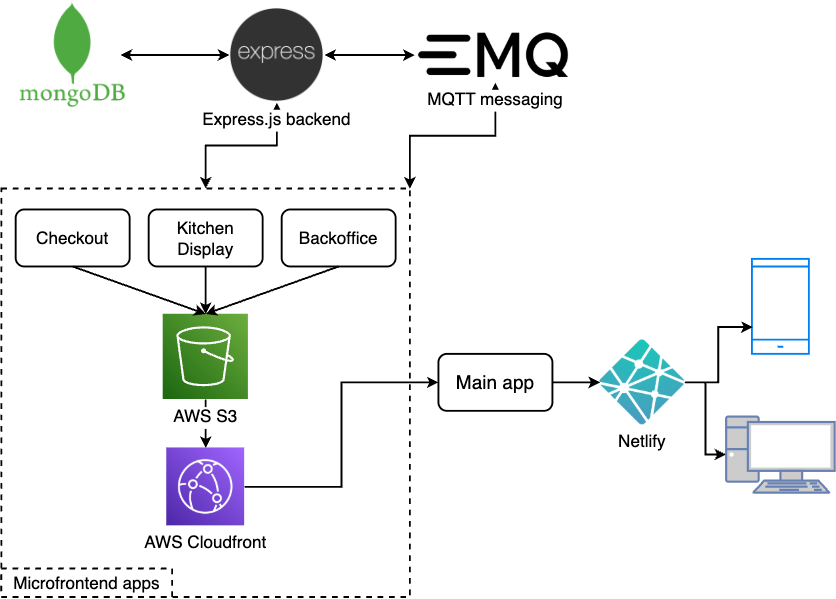 mongoDB
express
EMQ
Express.js backend
MQTT messaging
Checkout
Kitchen
Display
Backoffice
AWS S3
AWS Cloudfront
Microfrontend apps
Main app
Netlify